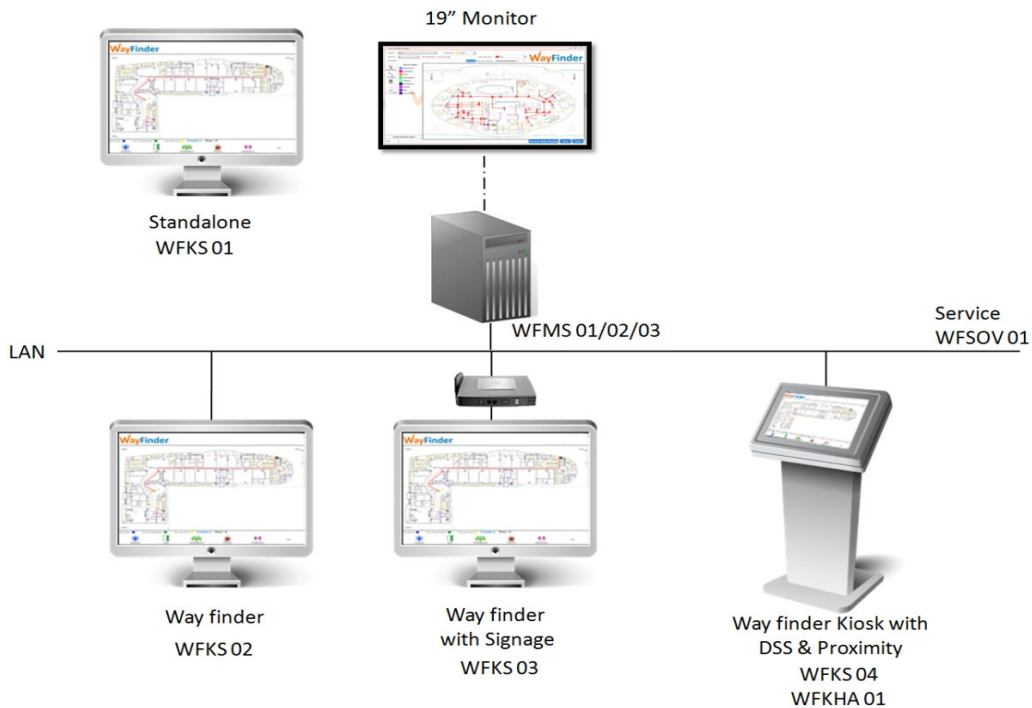 19” Monitor
WayFinder
WayFinder
Standalone
WFKS 01
WFMS 01/02/03
Service
WFSOV 01
LAN
WayFinder
WayFinder
Way finder
WFKS 02
Way finder
with Signage
WFKS 03
Way finder Kiosk with
DSS & Proximity
WFKS 04
WFKHA 01